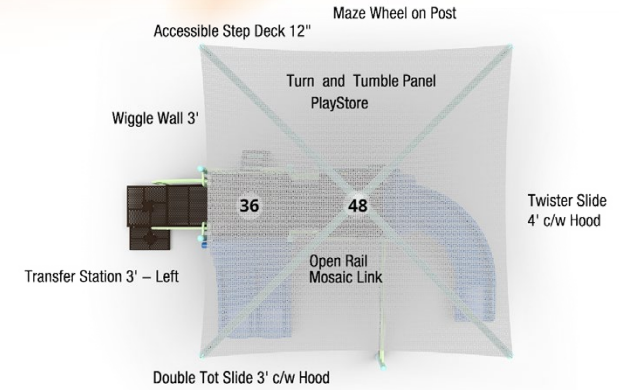 Maze Wheel on Post
Accessible Step Deck 12"
Turn and Tumble Panel
PlayStore
Wiggle Wall 3'
36
48
Twister Slide
4' c/w Hood
Open Rail
Mosaic Link
Transfer Station 3' – Left
Double Tot Slide 3' c/w Hood